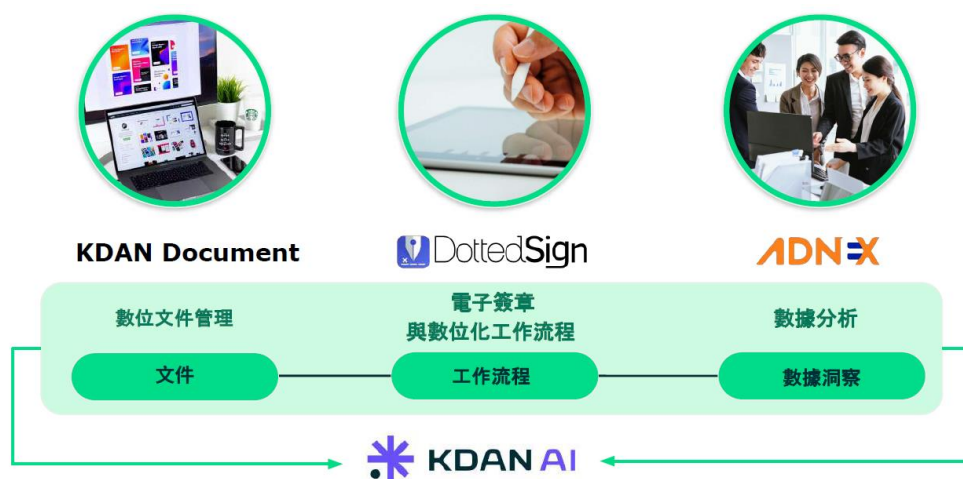 KDAN Document
DottedSign
ADNEX
數位文件管理
電子簽章
與數位化工作流程
數據分析
文件
工作流程
數據洞察
KDAN AI